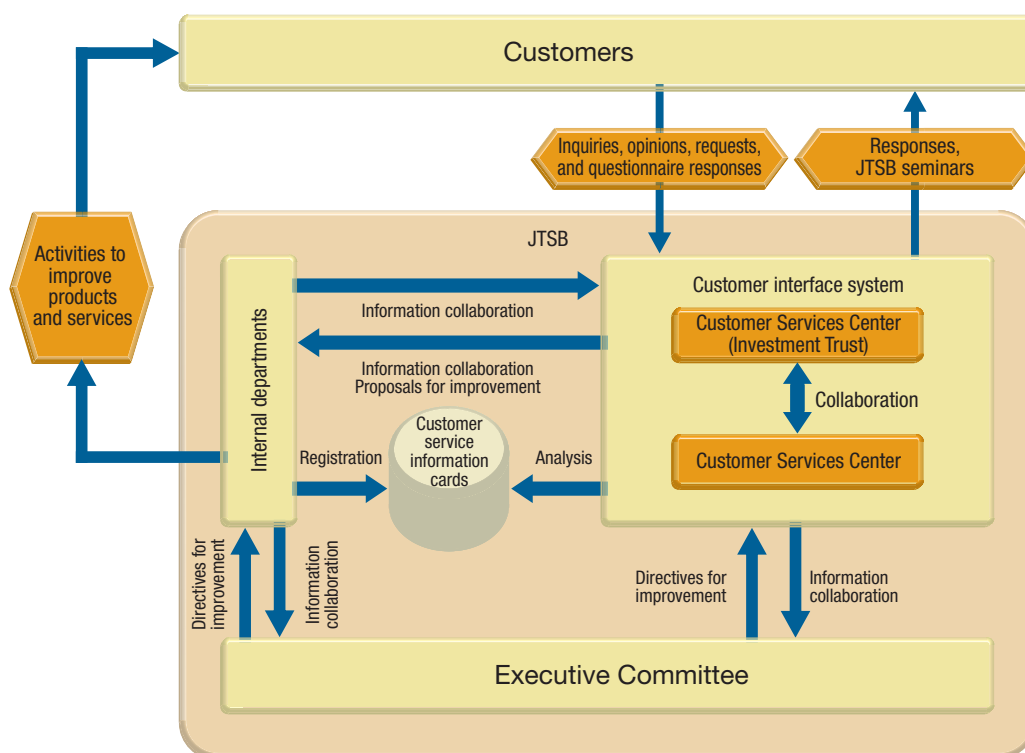 Customers
Inquiries, opinions, requests,
and questionnaire responses
Responses,
JTSB seminars
Activities to
improve
products
and services
JTSB
Internal departments
Information collaboration
Information collaboration
Proposals for improvement
Customer interface system
Customer Services Center
(Investment Trust)
Collaboration
Customer Services Center
Registration
Customer
service
information
cards
Analysis
Directives for
improvement
Information
collaboration
Directives for
improvement
Information
collaboration
Executive Committee